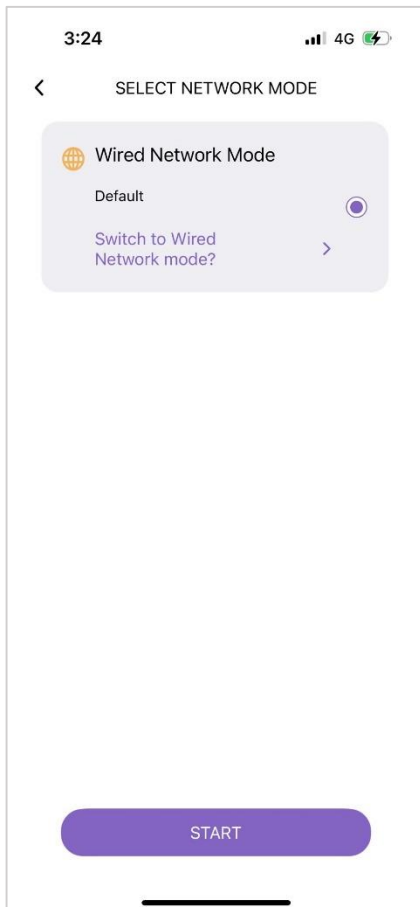 3:24
4G
SELECT NETWORK MODE
Wired Network Mode
Default
Switch to Wired
Network mode?
START